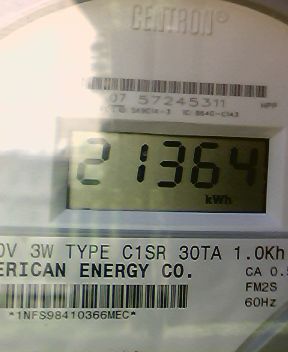 CENTRON®
07 57245311 HPP
21364
kWh
0V 3W TYPE C1SR 30TA 1.0Kh
ERICAN ENERGY CO.
CA 0.5
FM2S
60Hz
*1NFS98410366MEC*